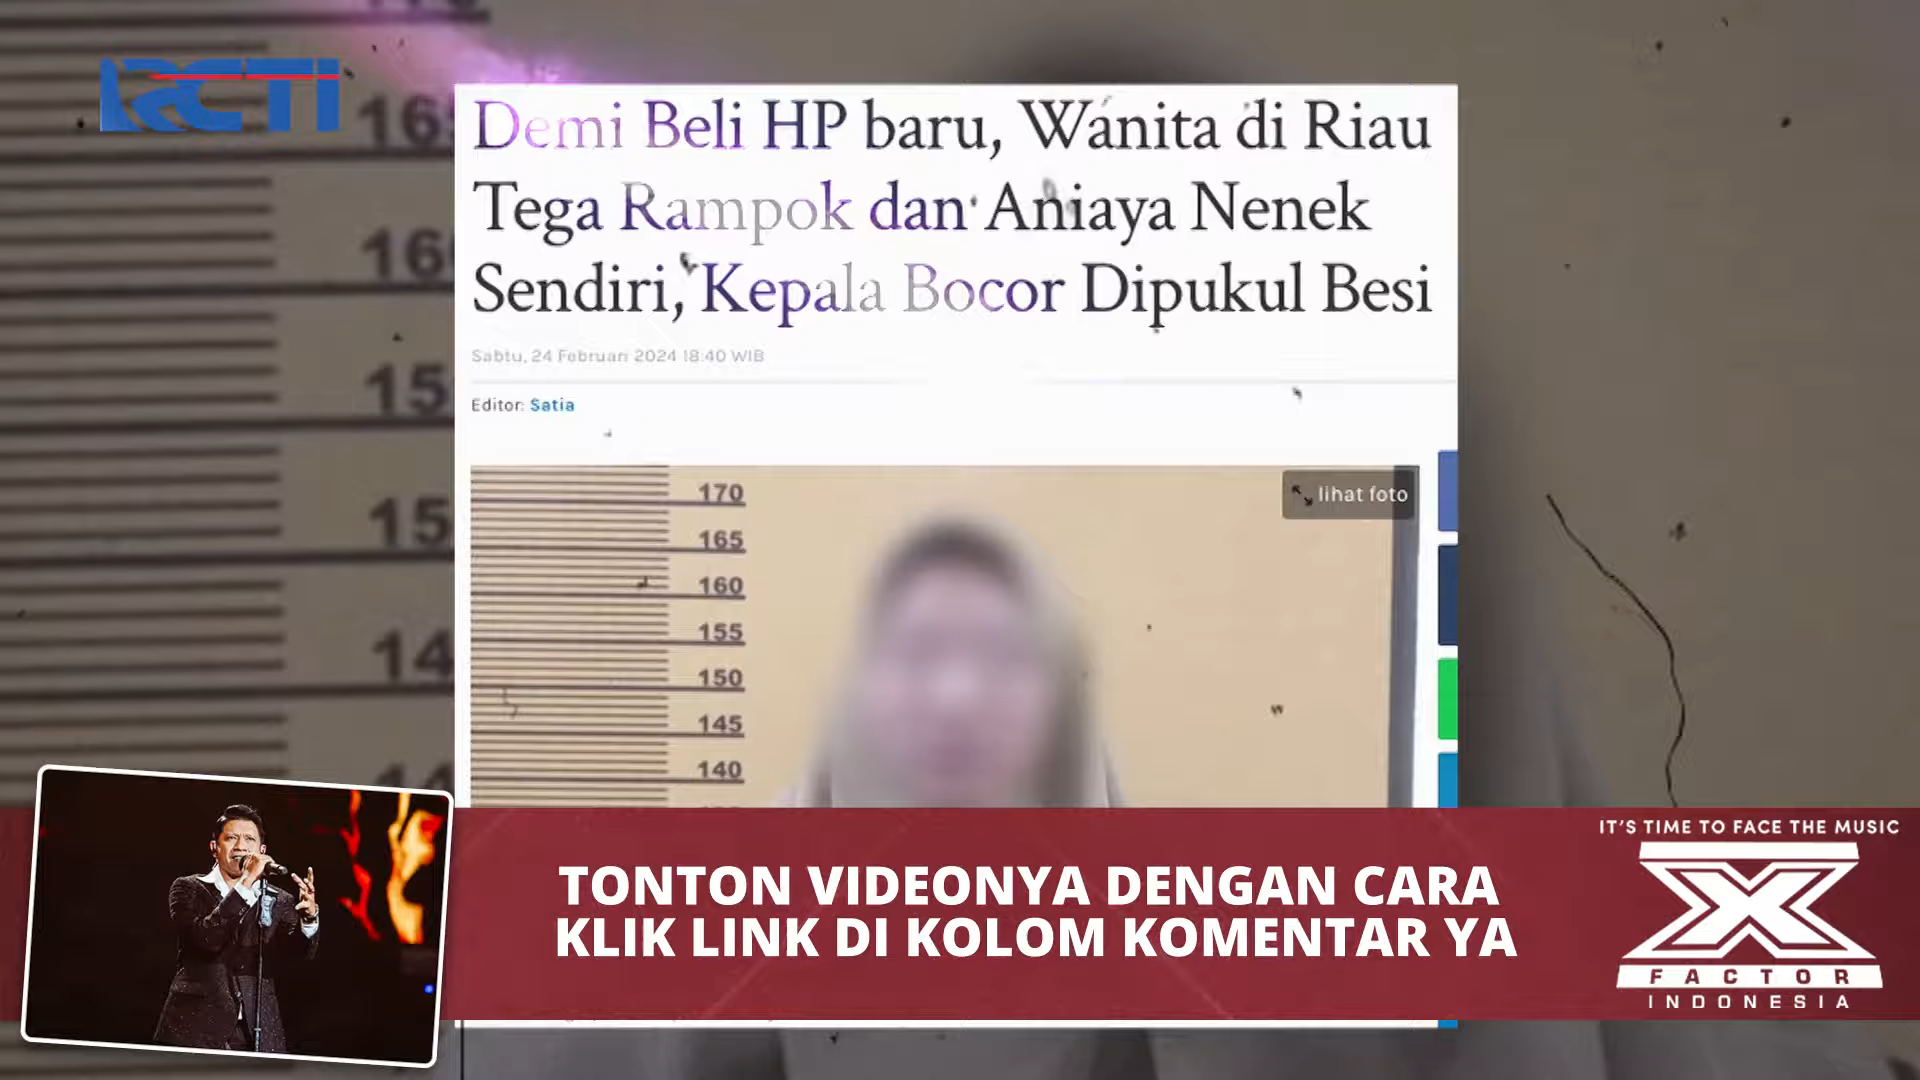 RCTI
Demi Beli HP baru, Wanita di Riau
Tega Rampok dan Aniaya Nenek
Sendiri, Kepala Bocor Dipukul Besi
Sabtu, 24 Februari 2024 18:40 WIB
Editor: Satia
lihat foto
170
165
160
155
150
145
140
IT'S TIME TO FACE THE MUSIC
TONTON VIDEONYA DENGAN CARA
KLIK LINK DI KOLOM KOMENTAR YA
X
FACTOR
INDONESIA